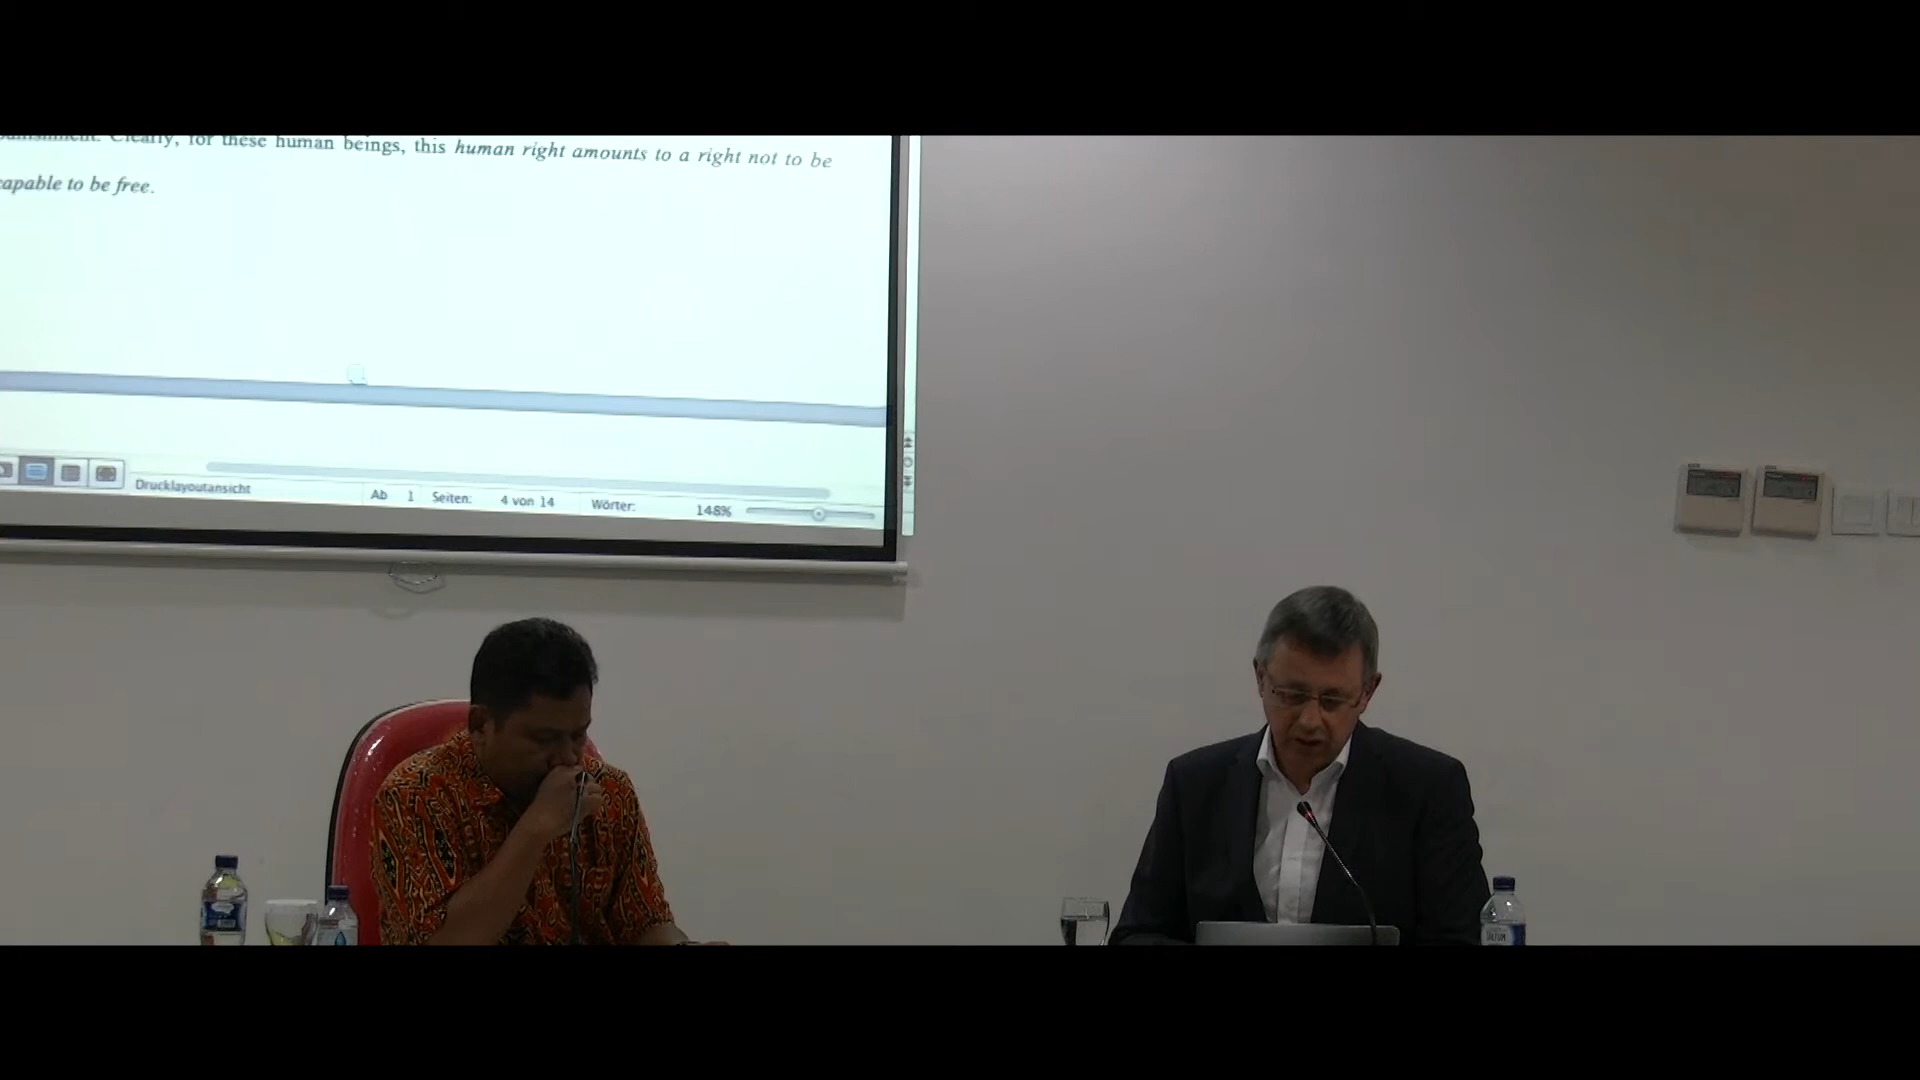 Clearly, for these human beings, this human right amounts to a right not to be
capable to be free.
Drucklayoutansicht Ab 1 Seiten: 4 von 14 Wörter: 148%